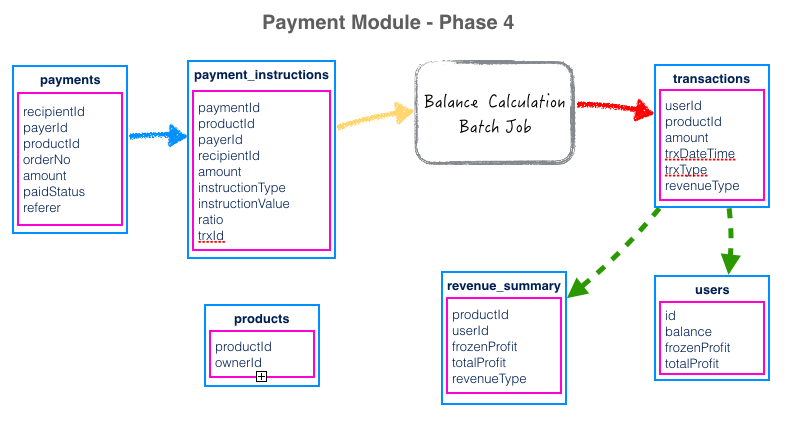 Payment Module - Phase 4
payments
recipientId
payerId
productId
orderNo
amount
paidStatus
referer
payment_instructions
paymentId
productId
payerId
recipientId
amount
instructionType
instructionValue
ratio
trxId
Balance Calculation
Batch Job
transactions
userId
productId
amount
trxDateTime
trxType
revenueType
products
productId
ownerId
revenue_summary
productId
userId
frozenProfit
totalProfit
revenueType
users
id
balance
frozenProfit
totalProfit